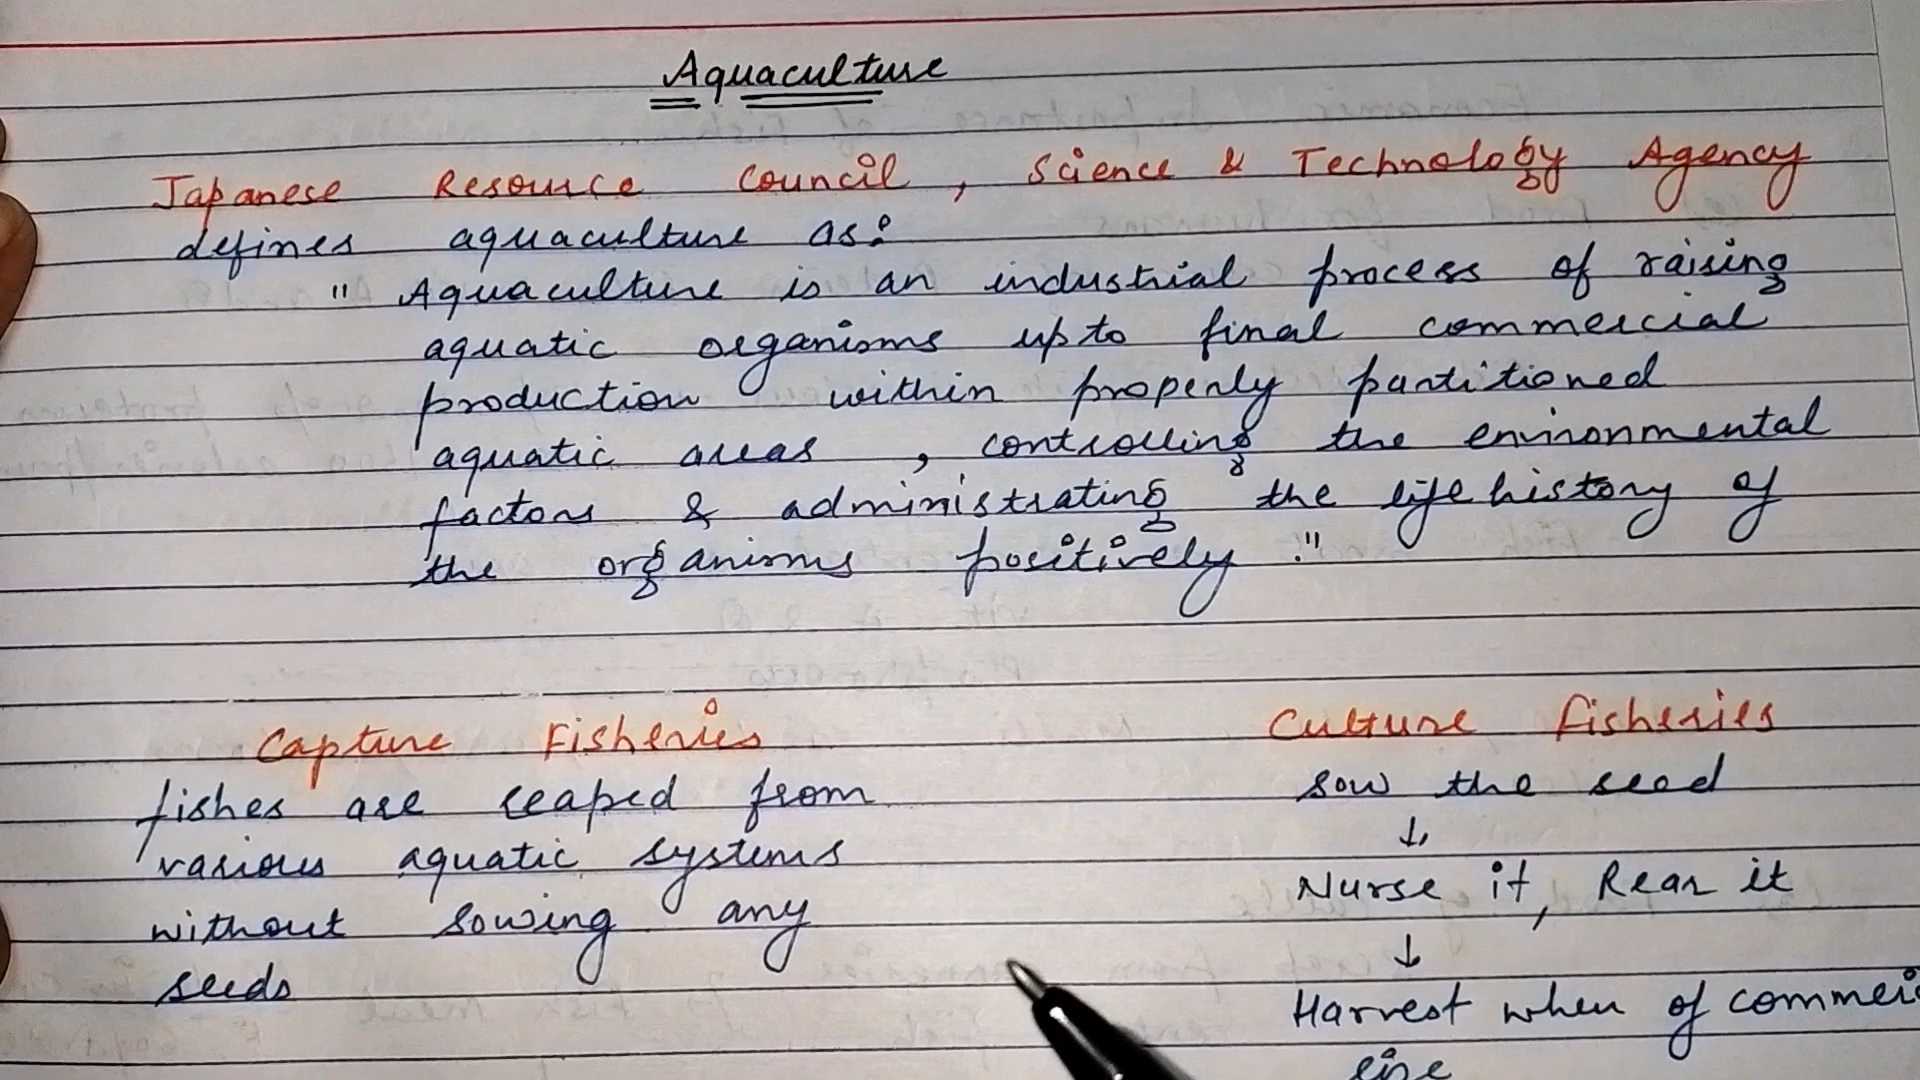 Aquaculture
Japanese Resource Council, Science & Technology Agency
defines aquaculture as:
" Aquaculture is an industrial process of raising
aquatic organisms upto final commercial
production within properly partitioned
aquatic areas, controlling the environmental
factors & administrating the life history of
the organisms positively."
Capture Fisheries
fishes are reaped from
various aquatic systems
without sowing any
seeds
Culture Fisheries
Sow the seed
↓
Nurse it, Rear it
↓
Harvest when of commerci
size